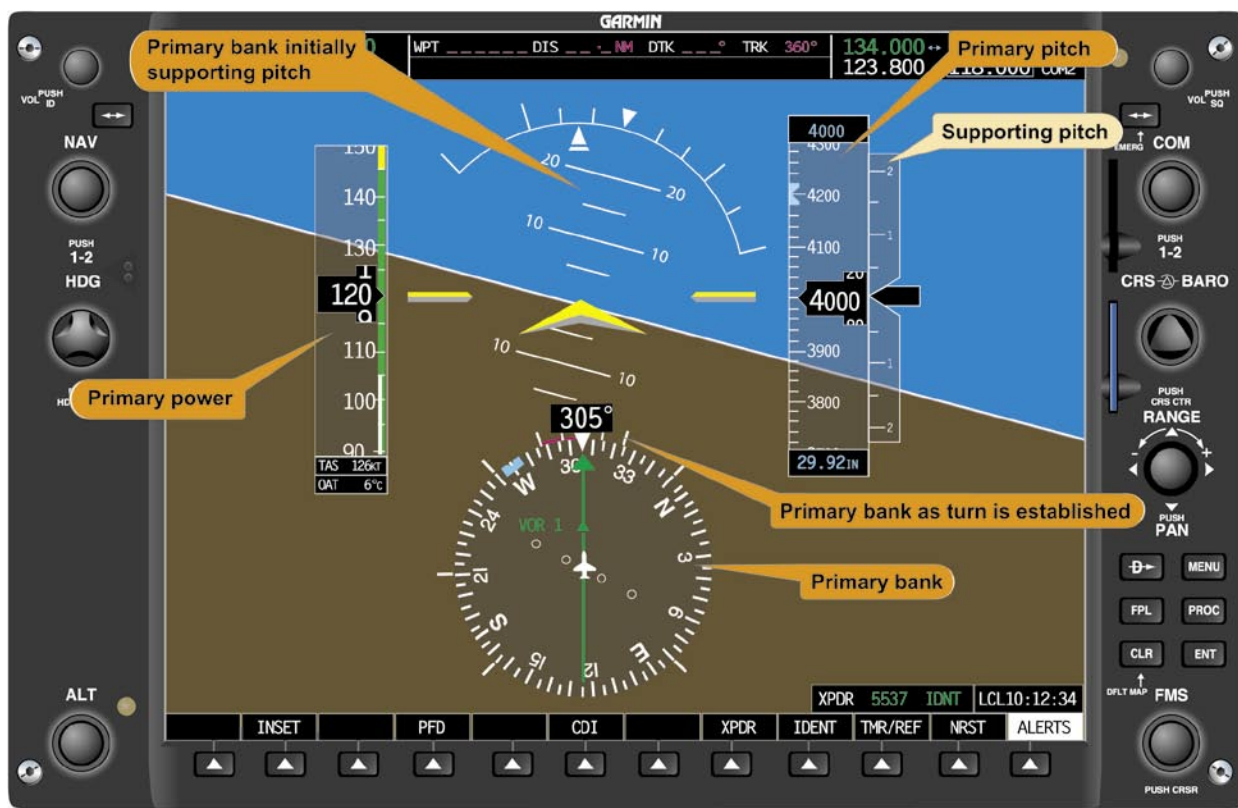 GARMIN
Primary bank initially
supporting pitch
WPT _ _ _ _ _ _ DIS _ _._ NM DTK _ _ _° TRK 360°
134.000 ↔
123.800
118.000 COM2
Primary pitch
Supporting pitch
VOL PUSH ID
NAV
PUSH
1-2
HDG
VOL PUSH SQ
EMERG
COM
PUSH
1-2
CRS BARO
PUSH
CRS CTR
RANGE
- +
PUSH
PAN
150
140
130
120
110
100
90
TAS 126KT
OAT 6°C
Primary power
20 20
10 10
10 10
4000
4300
4200
4100
20
4000
3900
3800
29.92IN
2
1
1
2
305°
Primary bank as turn is established
Primary bank
VOR 1
30
33
N
3
6
E
12
15
S
21
24
W
XPDR 5537 IDNT LCL10:12:34
INSET PFD CDI XPDR IDENT TMR/REF NRST ALERTS
D MENU
FPL PROC
CLR ENT
DFLT MAP
FMS
PUSH CRSR
ALT